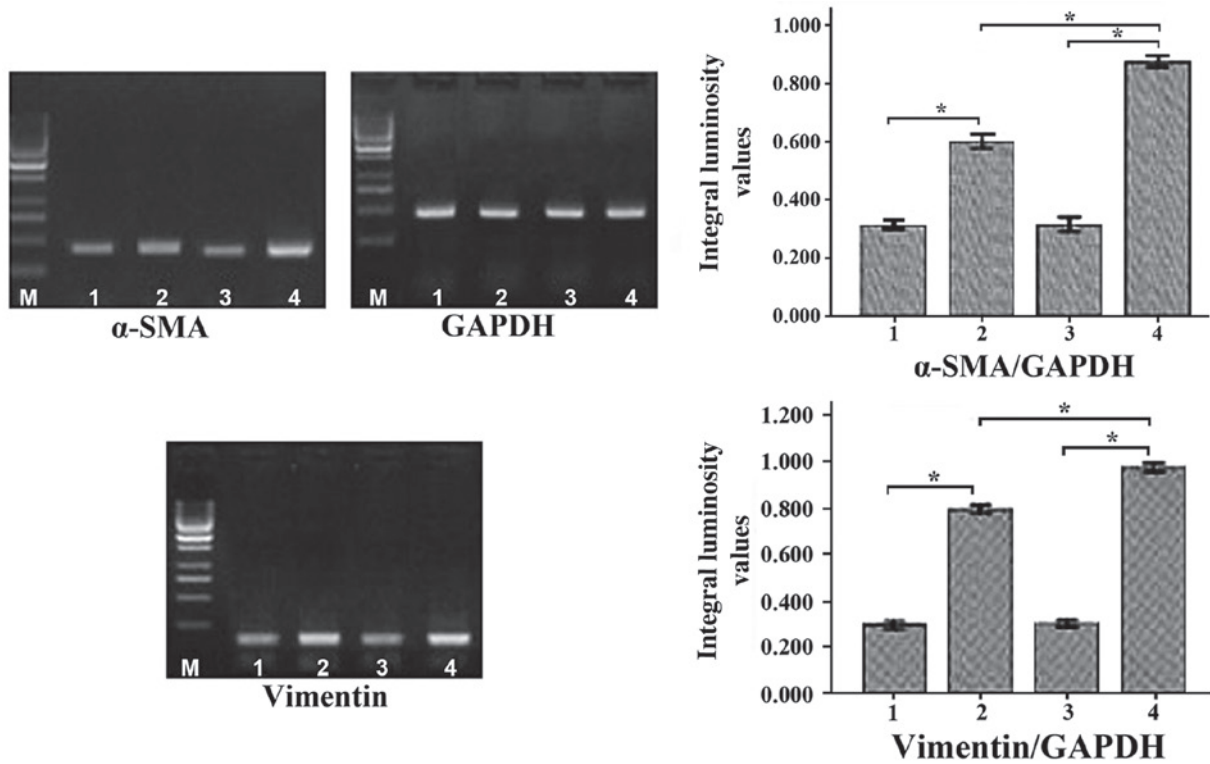 M 1 2 3 4
α-SMA
M 1 2 3 4
GAPDH
Integral luminosity
values
1.000
0.800
0.600
0.400
0.200
0.000
*
*
*
1 2 3 4
α-SMA/GAPDH
M 1 2 3 4
Vimentin
Integral luminosity
values
1.200
1.000
0.800
0.600
0.400
0.200
0.000
*
*
*
1 2 3 4
Vimentin/GAPDH